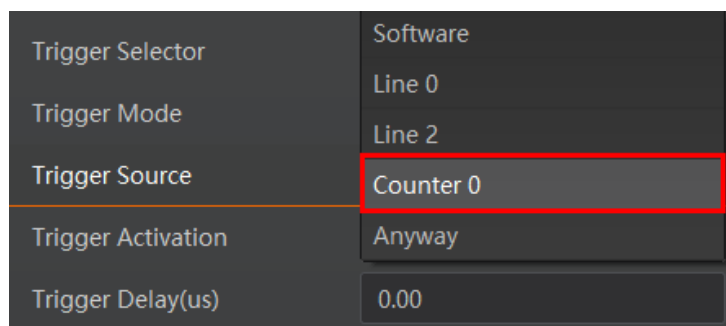 Trigger Selector
Software
Line 0
Trigger Mode
Line 2
Trigger Source
Counter 0
Trigger Activation
Anyway
Trigger Delay(us)
0.00